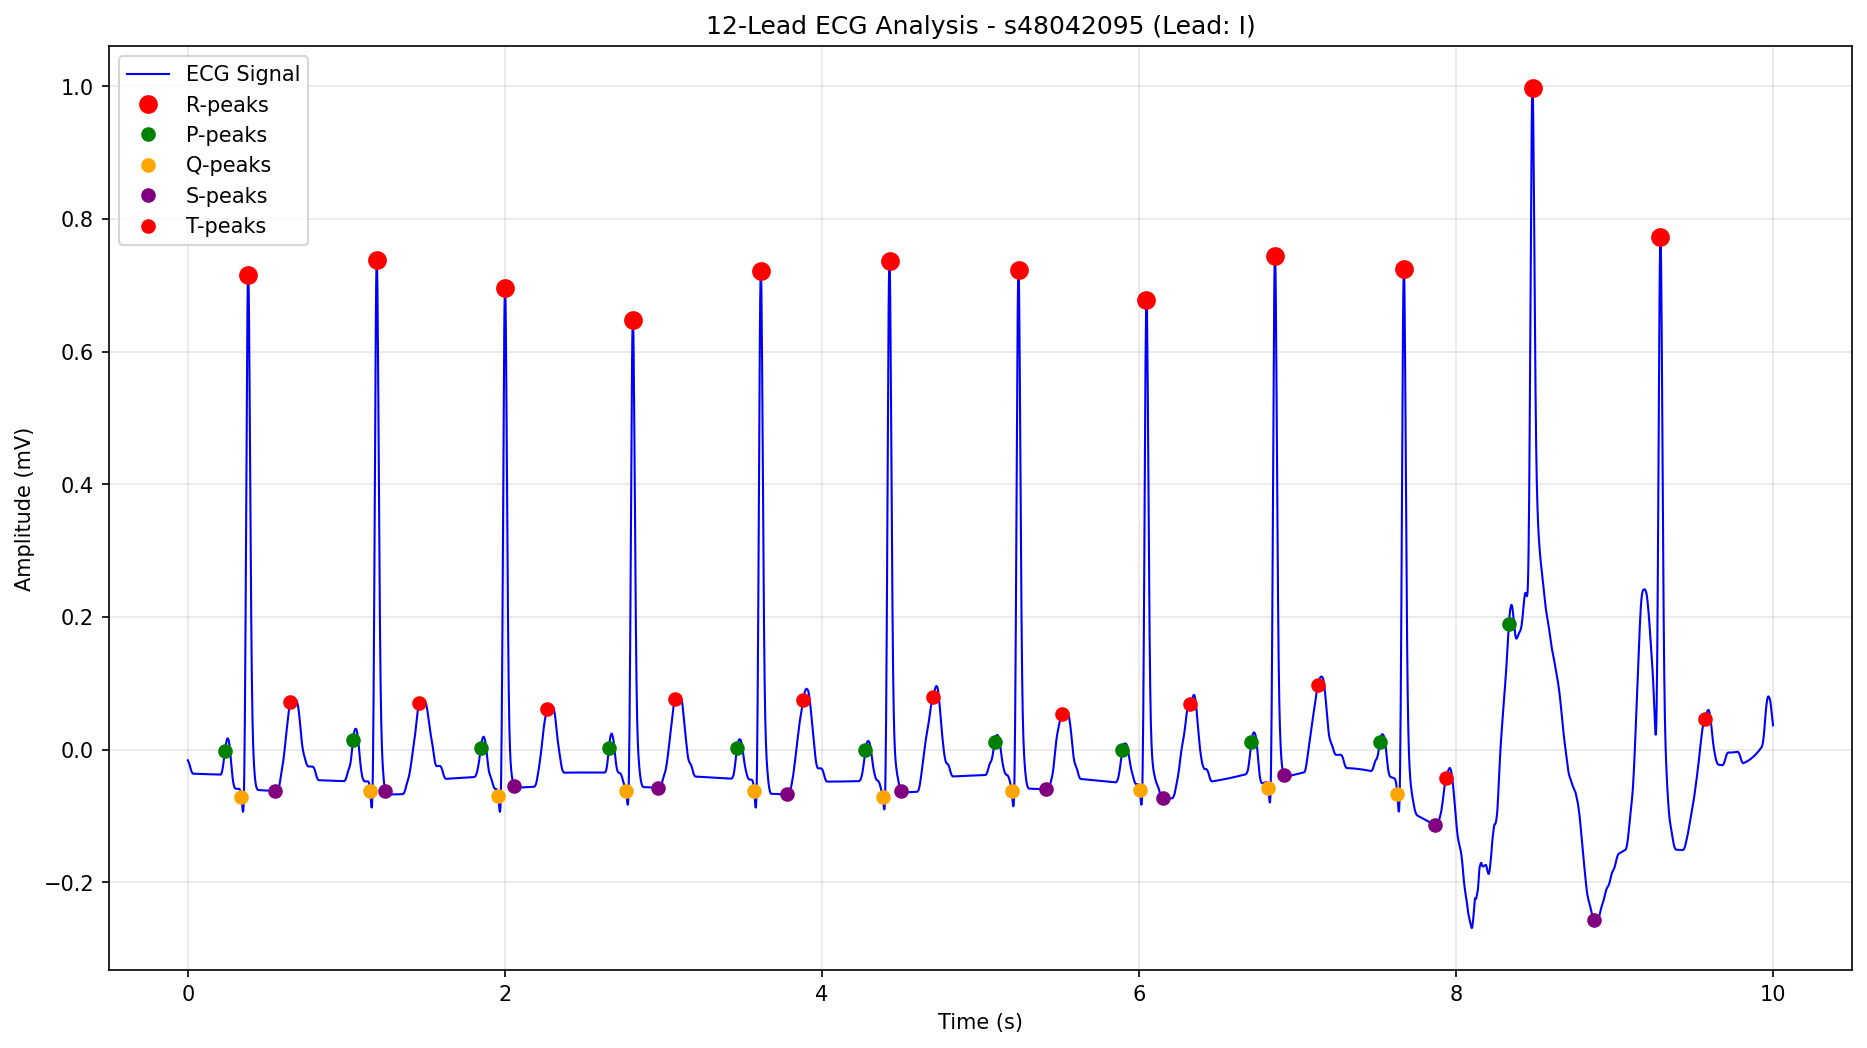 12-Lead ECG Analysis - s48042095 (Lead: I)
ECG Signal
R-peaks
P-peaks
Q-peaks
S-peaks
T-peaks
Amplitude (mV)
1.0
0.8
0.6
0.4
0.2
0.0
−0.2
0 2 4 6 8 10
Time (s)